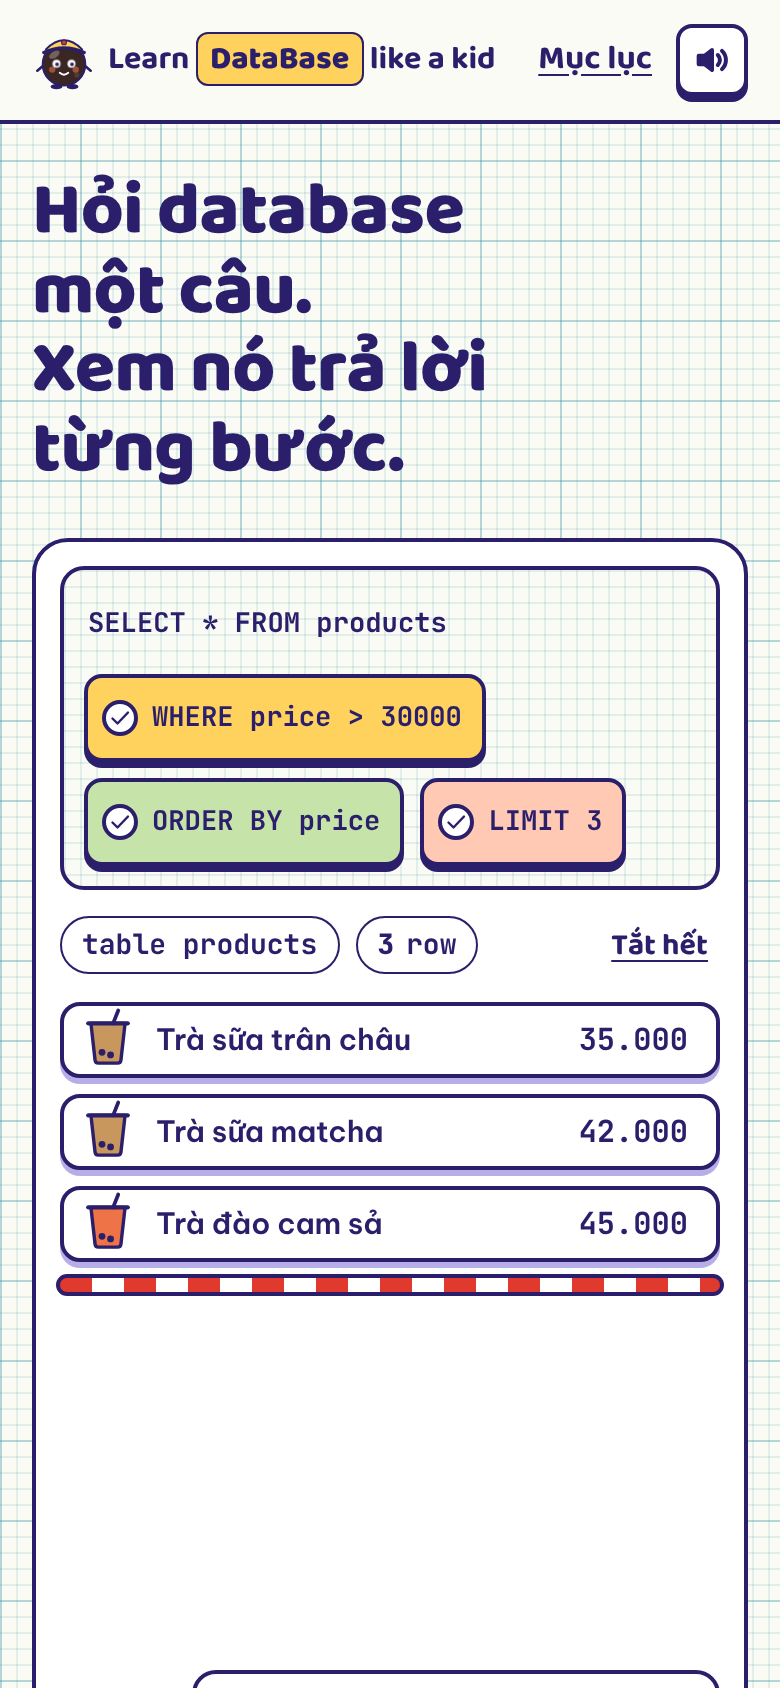 Learn DataBase like a kid Mục lục
Hỏi database
một câu.
Xem nó trả lời
từng bước.
SELECT * FROM products
WHERE price > 30000
ORDER BY price LIMIT 3
table products 3 row Tắt hết
Trà sữa trân châu 35.000
Trà sữa matcha 42.000
Trà đào cam sả 45.000